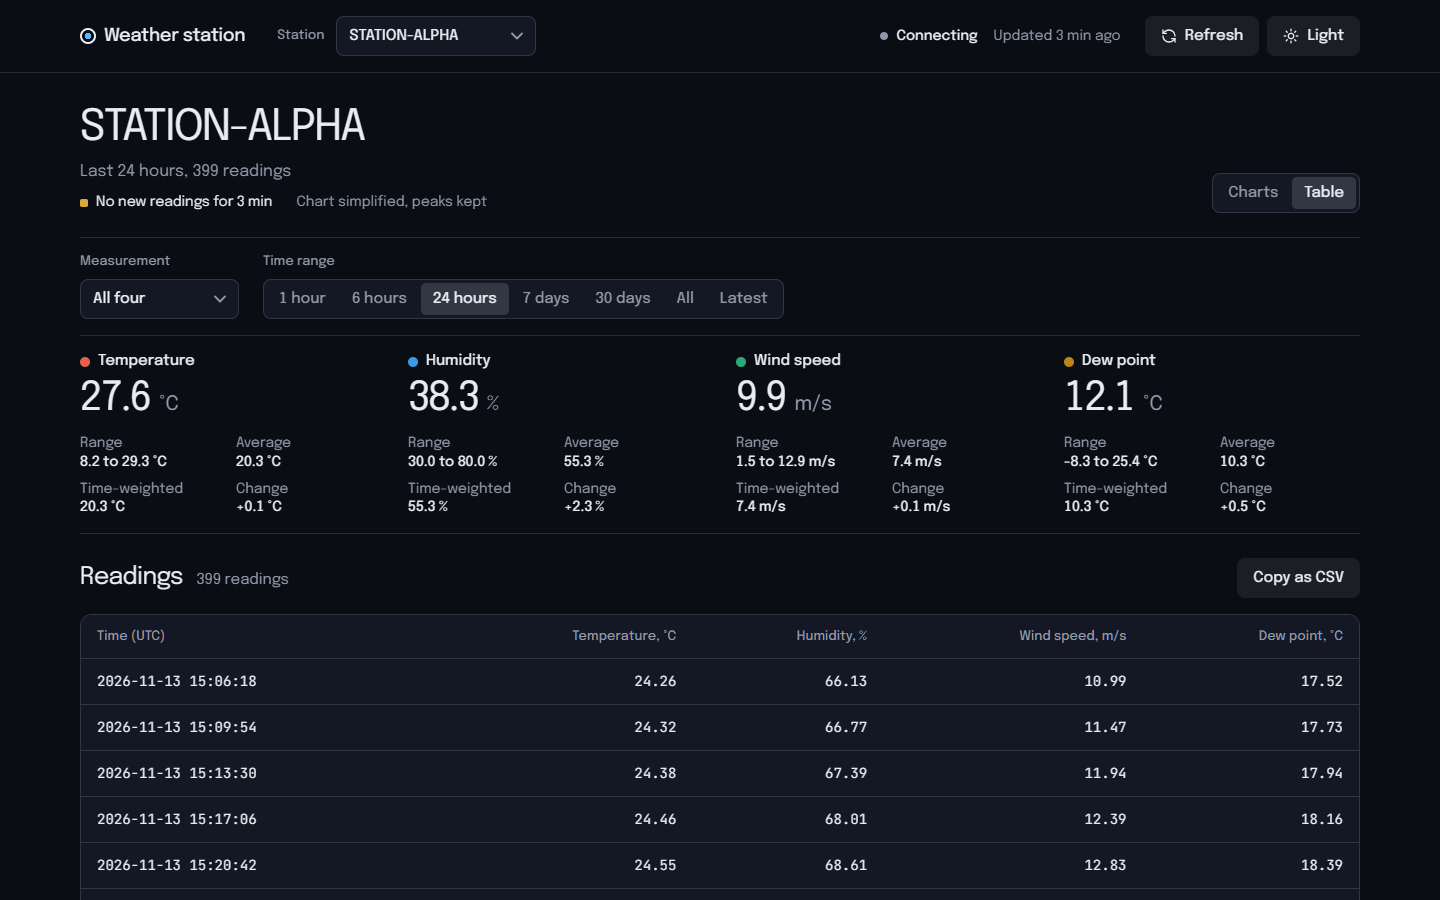 Weather station Station STATION-ALPHA Connecting Updated 3 min ago Refresh Light
STATION-ALPHA
Last 24 hours, 399 readings
No new readings for 3 min Chart simplified, peaks kept
Charts Table
Measurement Time range
All four 1 hour 6 hours 24 hours 7 days 30 days All Latest
Temperature Humidity Wind speed Dew point
27.6 °C 38.3 % 9.9 m/s 12.1 °C
Range Average Range Average Range Average Range Average
8.2 to 29.3 °C 20.3 °C 30.0 to 80.0 % 55.3 % 1.5 to 12.9 m/s 7.4 m/s -8.3 to 25.4 °C 10.3 °C
Time-weighted Change Time-weighted Change Time-weighted Change Time-weighted Change
20.3 °C +0.1 °C 55.3 % +2.3 % 7.4 m/s +0.1 m/s 10.3 °C +0.5 °C
Readings 399 readings Copy as CSV
Time (UTC) Temperature, °C Humidity, % Wind speed, m/s Dew point, °C
2026-11-13 15:06:18 24.26 66.13 10.99 17.52
2026-11-13 15:09:54 24.32 66.77 11.47 17.73
2026-11-13 15:13:30 24.38 67.39 11.94 17.94
2026-11-13 15:17:06 24.46 68.01 12.39 18.16
2026-11-13 15:20:42 24.55 68.61 12.83 18.39